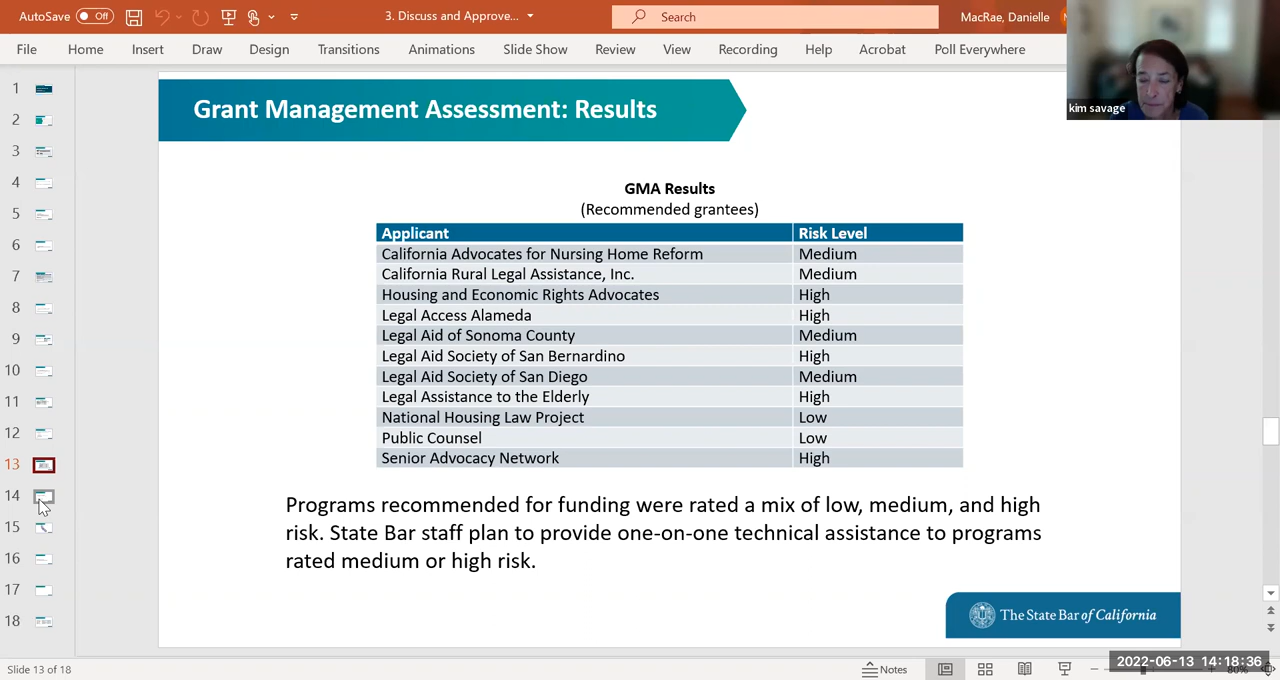 AutoSave Off 3. Discuss and Approve... Search MacRae, Danielle
File Home Insert Draw Design Transitions Animations Slide Show Review View Recording Help Acrobat Poll Everywhere
kim savage
1
2
3
4
5
6
7
8
9
10
11
12
13
14
15
16
17
18
Grant Management Assessment: Results
GMA Results
(Recommended grantees)
Applicant Risk Level
California Advocates for Nursing Home Reform Medium
California Rural Legal Assistance, Inc. Medium
Housing and Economic Rights Advocates High
Legal Access Alameda High
Legal Aid of Sonoma County Medium
Legal Aid Society of San Bernardino High
Legal Aid Society of San Diego Medium
Legal Assistance to the Elderly High
National Housing Law Project Low
Public Counsel Low
Senior Advocacy Network High
Programs recommended for funding were rated a mix of low, medium, and high
risk. State Bar staff plan to provide one-on-one technical assistance to programs
rated medium or high risk.
The State Bar of California
Slide 13 of 18 Notes 80%
2022-06-13 14:18:36